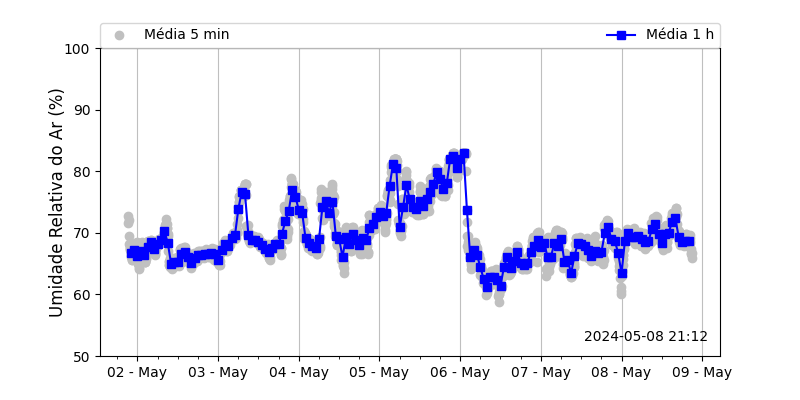 Média 5 min
Média 1 h
100
90
80
70
60
50
Umidade Relativa do Ar (%)
2024-05-08 21:12
02 - May
03 - May
04 - May
05 - May
06 - May
07 - May
08 - May
09 - May